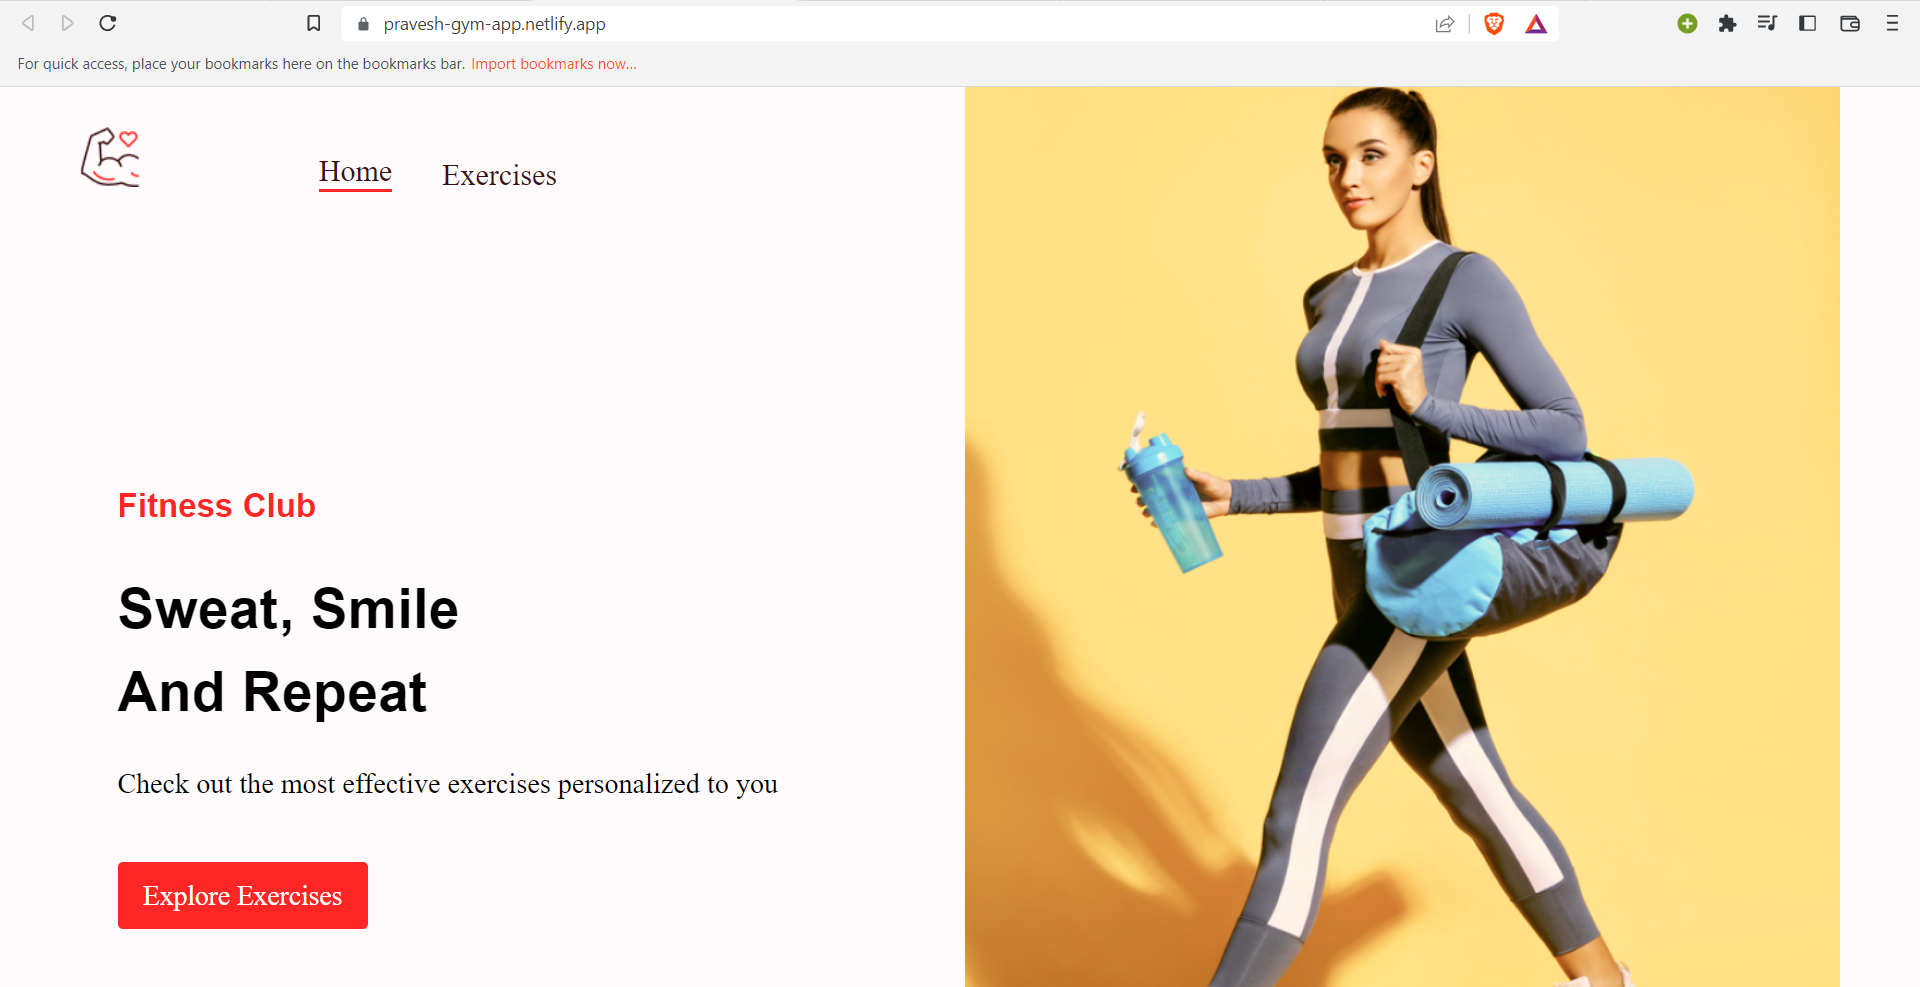 pravesh-gym-app.netlify.app
For quick access, place your bookmarks here on the bookmarks bar. Import bookmarks now...
Home Exercises
Fitness Club
Sweat, Smile
And Repeat
Check out the most effective exercises personalized to you
Explore Exercises